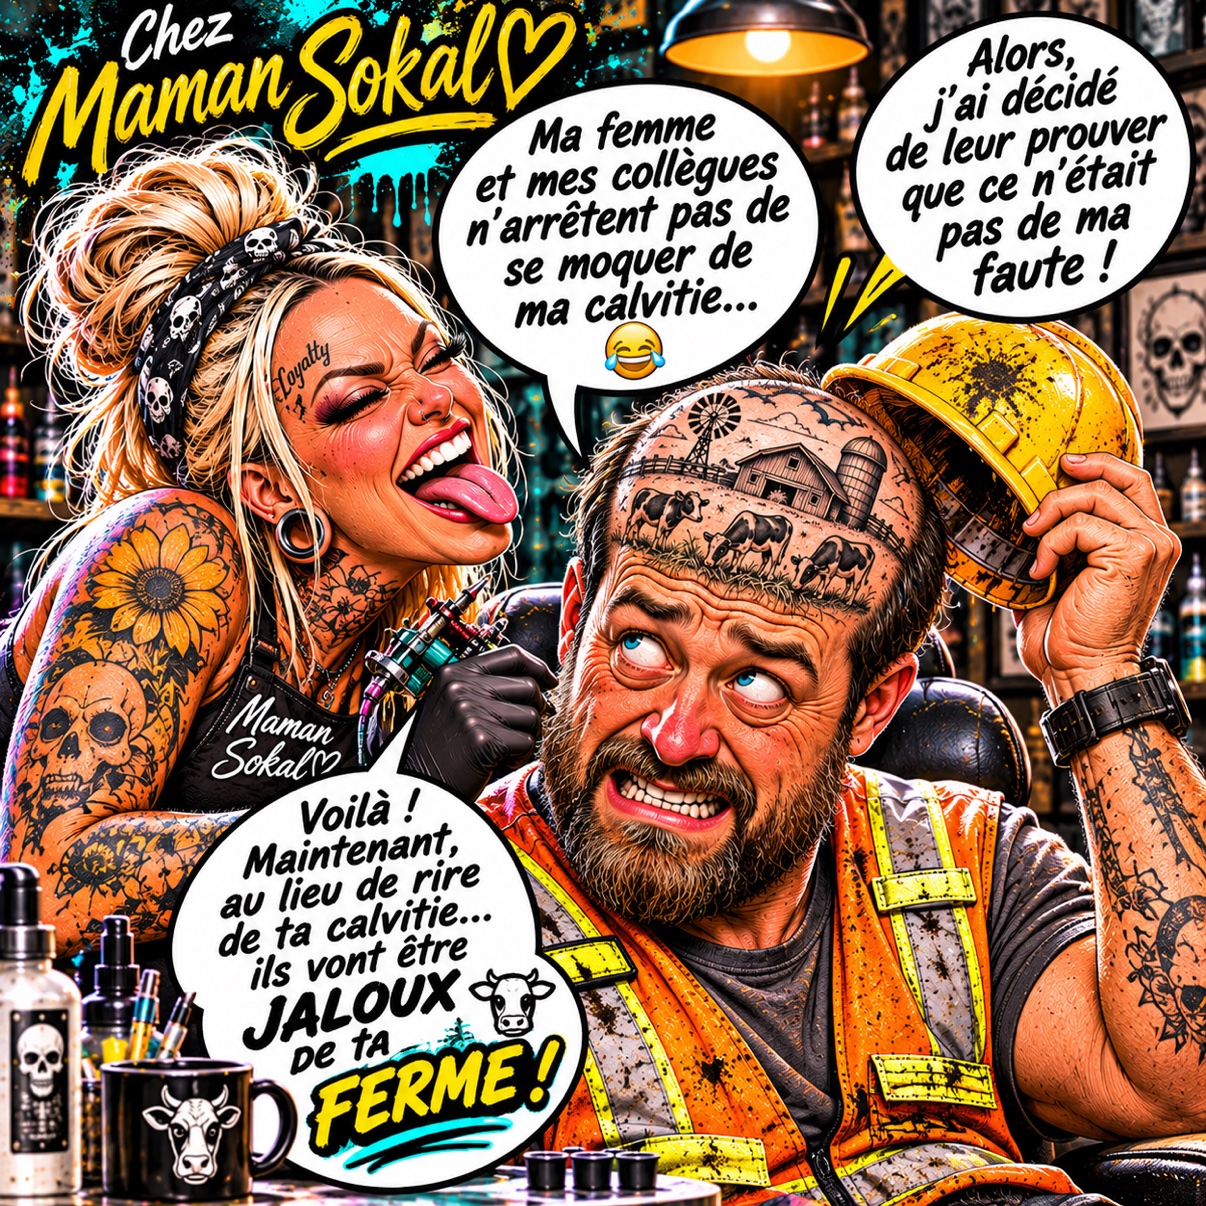 Chez
Maman Sokal
Ma femme
et mes collègues
n'arrêtent pas de
se moquer de
ma calvitie...
Alors,
j'ai décidé
de leur prouver
que ce n'était
pas de ma
faute !
Loyalty
Maman
Sokal
Voilà !
Maintenant,
au lieu de rire
de ta calvitie...
ils vont être
JALOUX
DE TA
FERME !